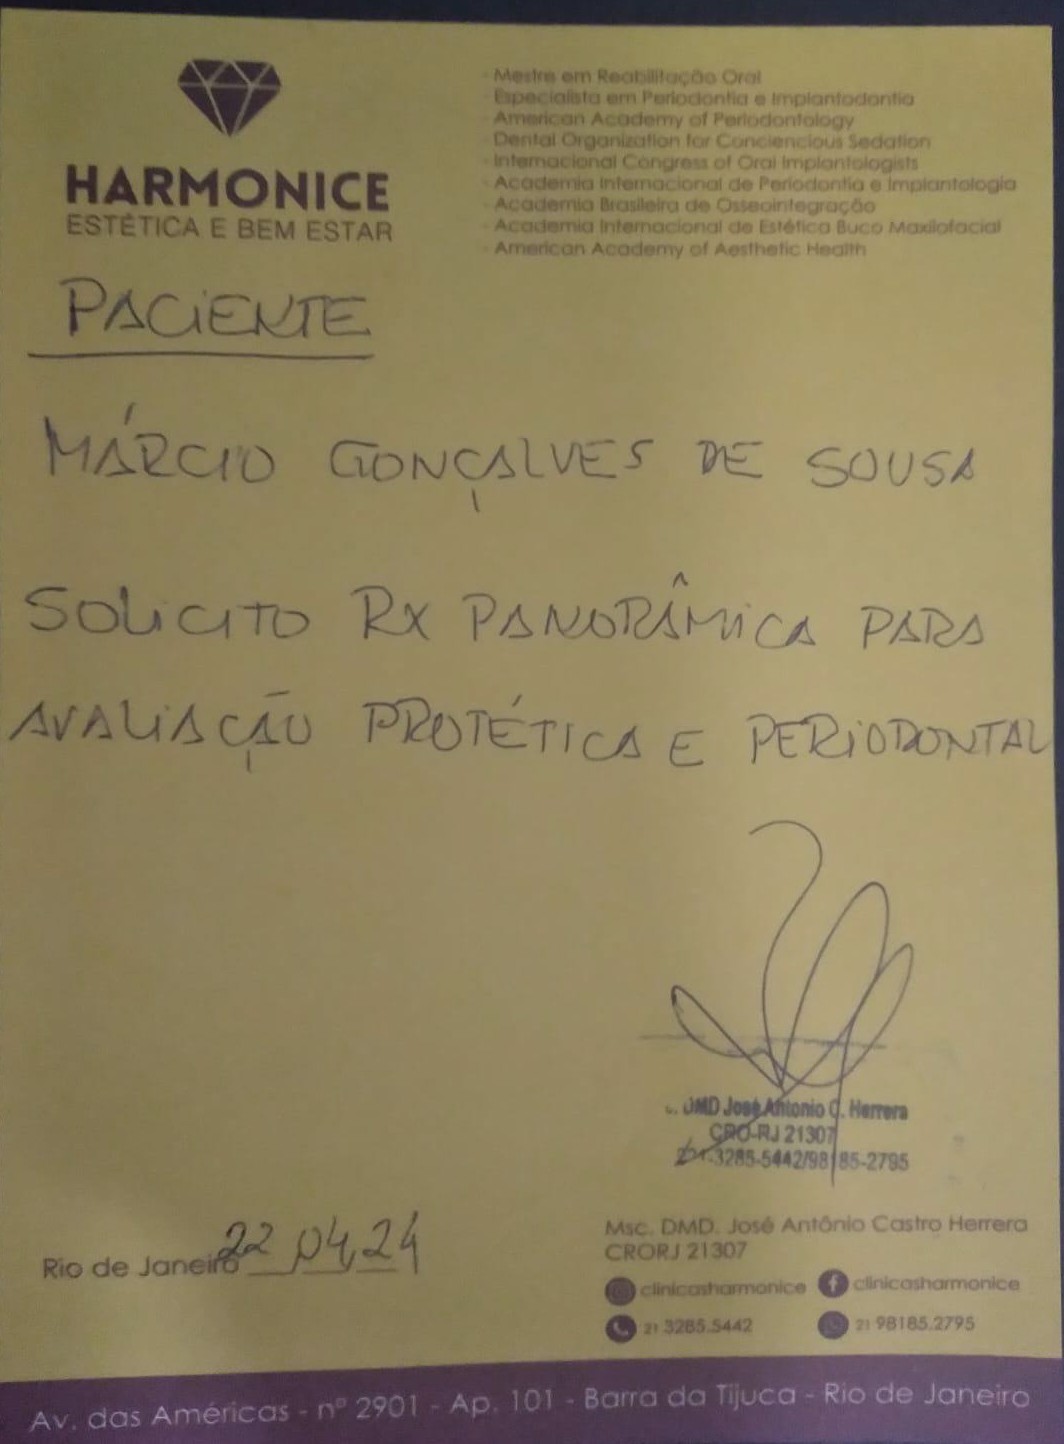 HARMONICE
ESTÉTICA E BEM ESTAR
- Mestre em Reabilitação Oral
- Especialista em Periodontia e Implantodontia
- American Academy of Periodontology
- Dental Organization for Conciencious Sedation
- Internacional Congress of Oral Implantologists
- Academia Internacional de Periodontia e Implantologia
- Academia Brasileira de Osseointegração
- Academia Internacional de Estética Buco Maxilofacial
- American Academy of Aesthetic Health
PACIENTE
MÁRCIO GONÇALVES DE SOUSA
SOLICITO RX PANORÂMICA PARA
AVALIAÇÃO PROTÉTICA E PERIODONTAL
DMD José Antonio C. Herrera
CRO-RJ 21307
21-3285-5442/98185-2795
Rio de Janeiro 22 04 24
Msc. DMD. José Antônio Castro Herrera
CRORJ 21307
clinicasharmonice clinicasharmonice
21 3285.5442 21 98185.2795
Av. das Américas - nº 2901 - Ap. 101 - Barra da Tijuca - Rio de Janeiro